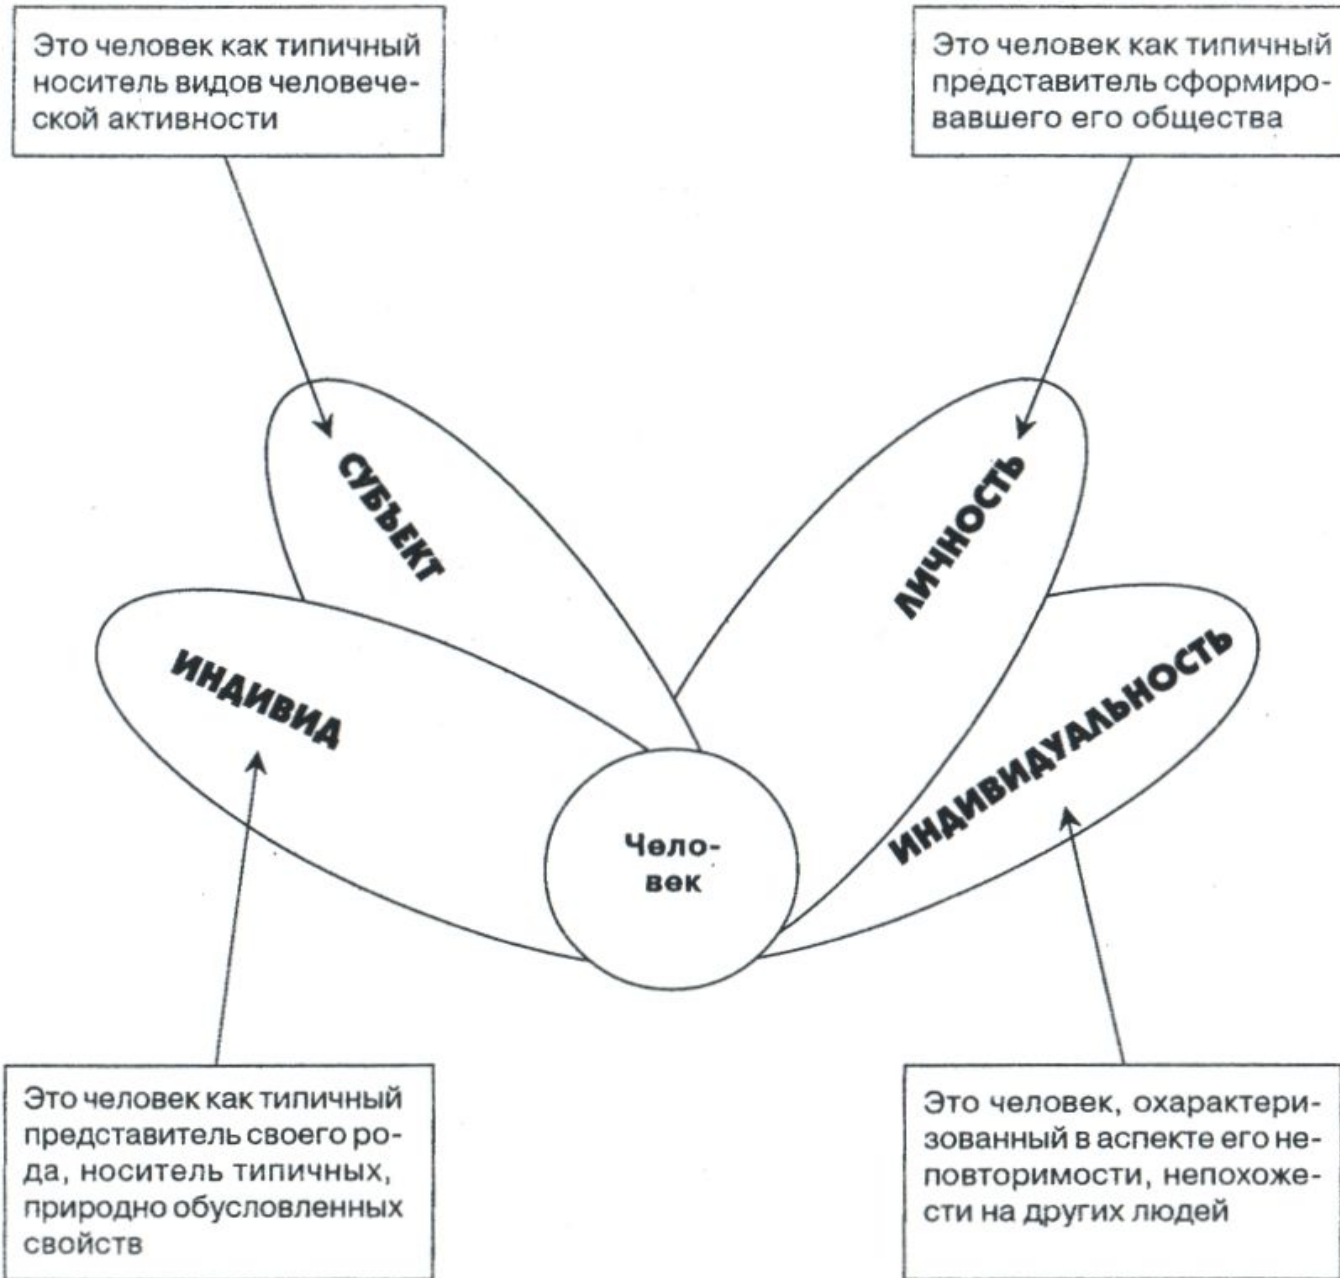 Это человек как типичный
носитель видов человече-
ской активности
Это человек как типичный
представитель сформиро-
вавшего его общества
СУБЪЕКТ
ЛИЧНОСТЬ
ИНДИВИД
ИНДИВИДУАЛЬНОСТЬ
Чело-
век
Это человек как типичный
представитель своего ро-
да, носитель типичных,
природно обусловленных
свойств
Это человек, охарактери-
зованный в аспекте его не-
повторимости, непохоже-
сти на других людей